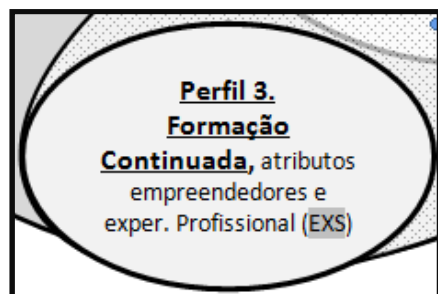 Perfil 3.
Formação
Continuada, atributos
empreendedores e
exper. Profissional (EXS)